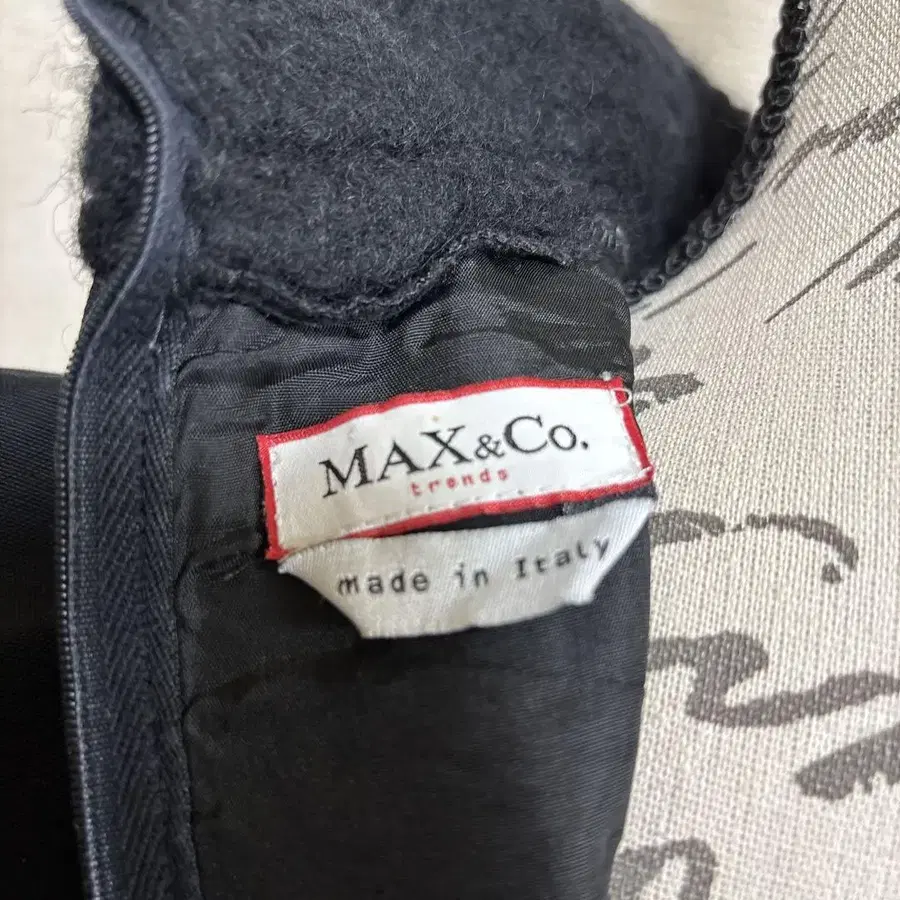 MAX&Co.
trends
made in Italy